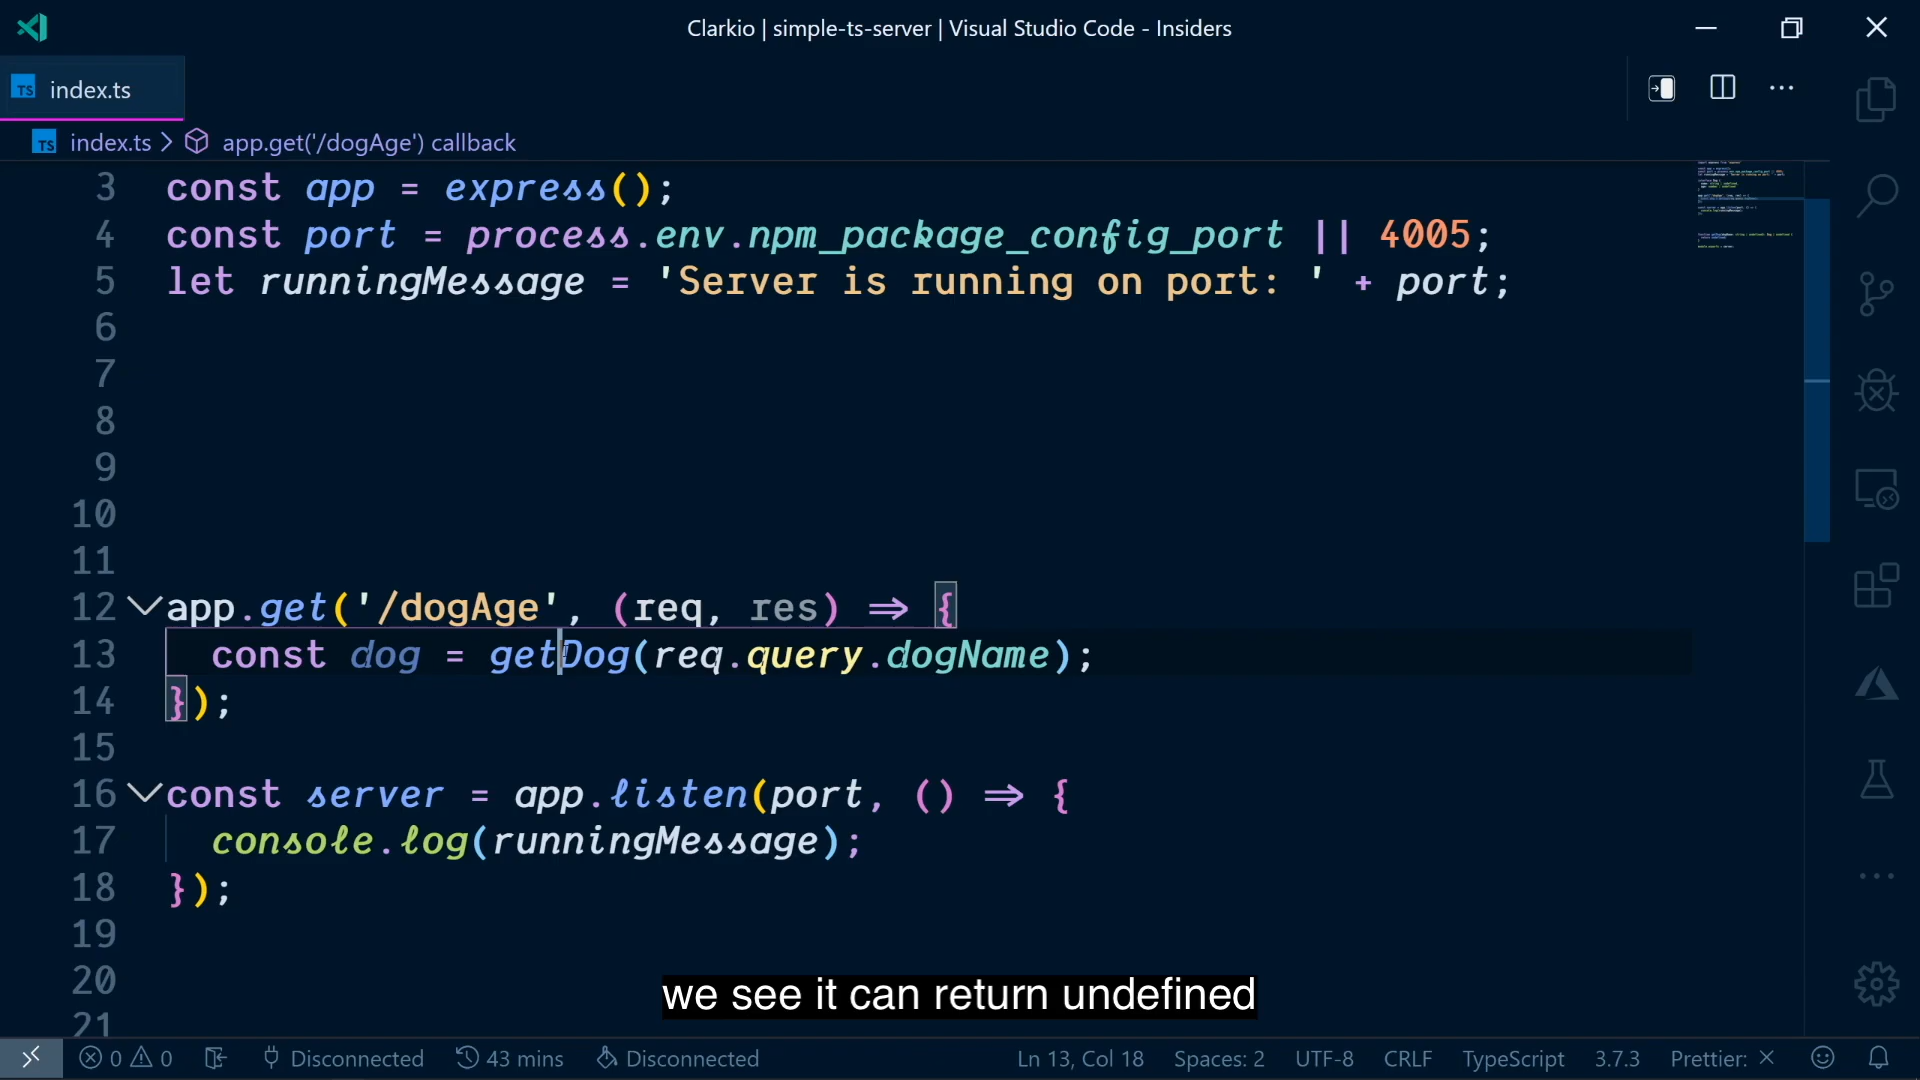 Clarkio | simple-ts-server | Visual Studio Code - Insiders
TS index.ts
TS index.ts > app.get('/dogAge') callback
3 const app = express();
4 const port = process.env.npm_package_config_port || 4005;
5 let runningMessage = 'Server is running on port: ' + port;
6
7
8
9
10
11
12 app.get('/dogAge', (req, res) => {
13 const dog = getDog(req.query.dogName);
14 });
15
16 const server = app.listen(port, () => {
17 console.log(runningMessage);
18 });
19
20
21
we see it can return undefined
0 0 Disconnected 43 mins Disconnected Ln 13, Col 18 Spaces: 2 UTF-8 CRLF TypeScript 3.7.3 Prettier: ×